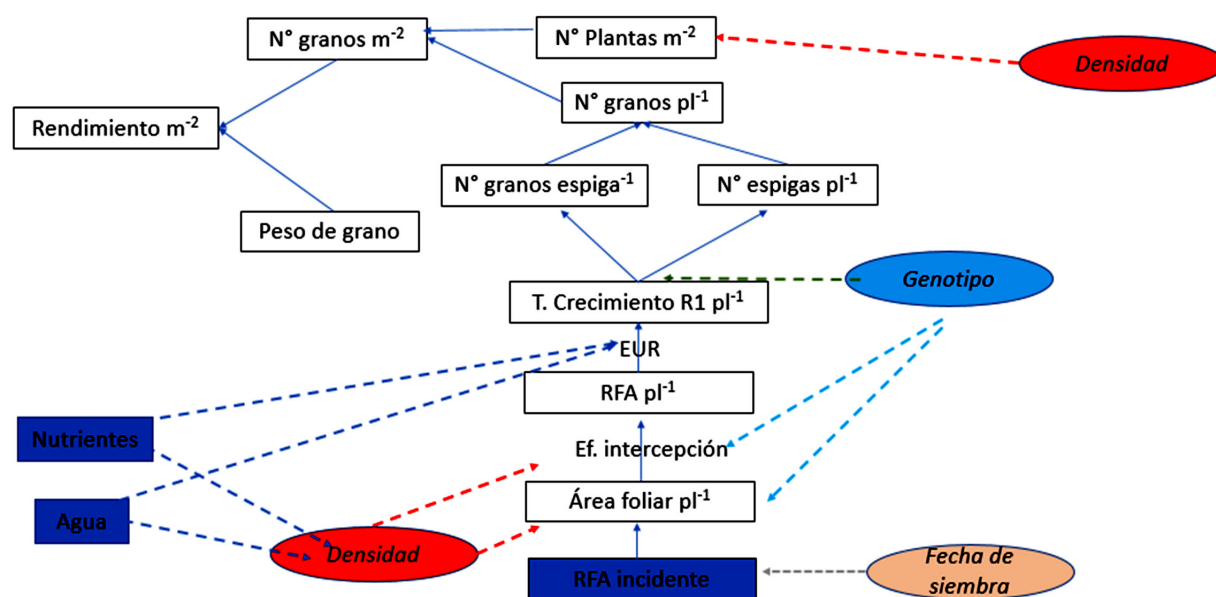 N° granos m⁻²
N° Plantas m⁻²
Densidad
N° granos pl⁻¹
Rendimiento m⁻²
N° granos espiga⁻¹
N° espigas pl⁻¹
Peso de grano
Genotipo
T. Crecimiento R1 pl⁻¹
EUR
RFA pl⁻¹
Nutrientes
Ef. intercepción
Área foliar pl⁻¹
Agua
Densidad
RFA incidente
Fecha de
siembra